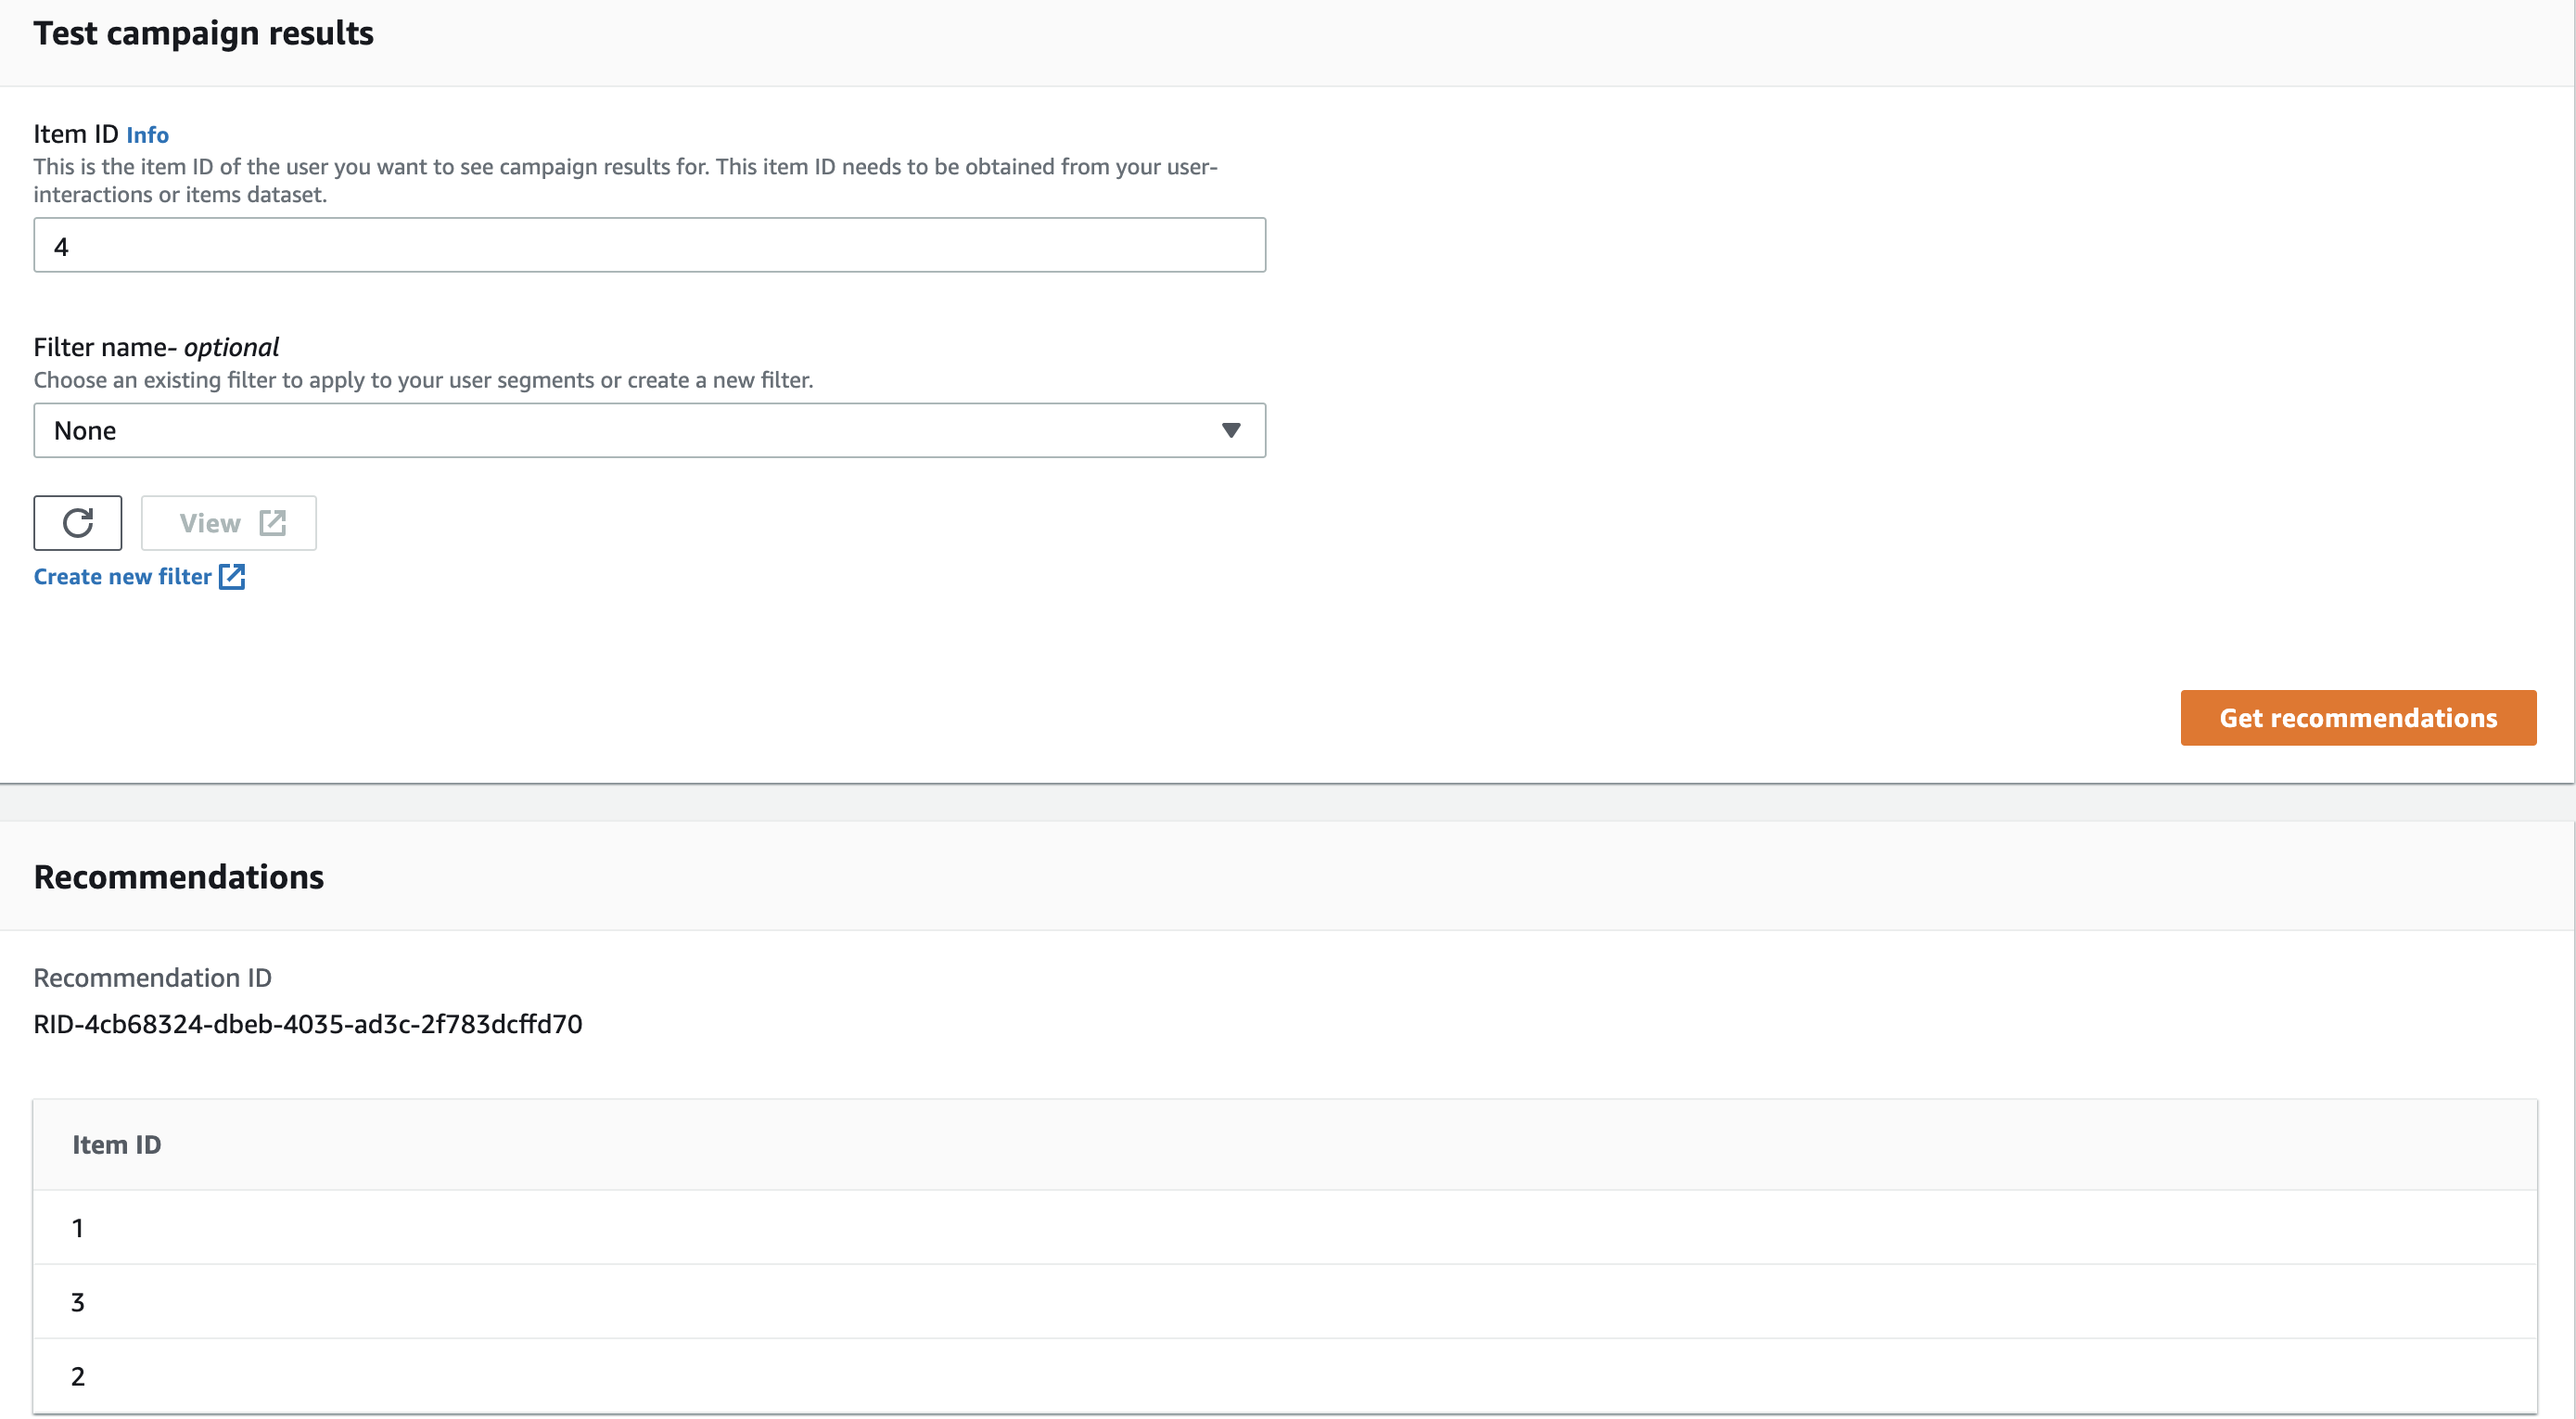 Test campaign results
Item ID Info
This is the item ID of the user you want to see campaign results for. This item ID needs to be obtained from your user-
interactions or items dataset.
4
Filter name- optional
Choose an existing filter to apply to your user segments or create a new filter.
None
View
Create new filter
Get recommendations
Recommendations
Recommendation ID
RID-4cb68324-dbeb-4035-ad3c-2f783dcffd70
Item ID
1
3
2